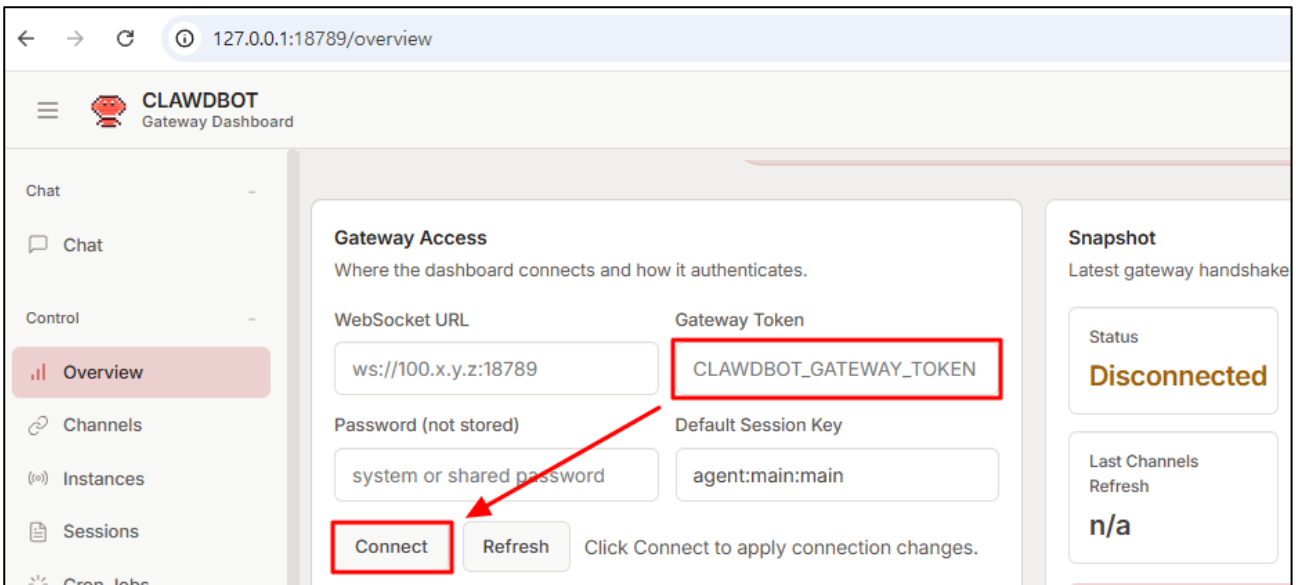 127.0.0.1:18789/overview
CLAWDBOT
Gateway Dashboard
Chat
Chat
Control
Overview
Channels
Instances
Sessions
Cron Jobs
Gateway Access
Where the dashboard connects and how it authenticates.
WebSocket URL
Gateway Token
ws://100.x.y.z:18789
CLAWDBOT_GATEWAY_TOKEN
Password (not stored)
Default Session Key
system or shared password
agent:main:main
Connect
Refresh
Click Connect to apply connection changes.
Snapshot
Latest gateway handshake
Status
Disconnected
Last Channels
Refresh
n/a